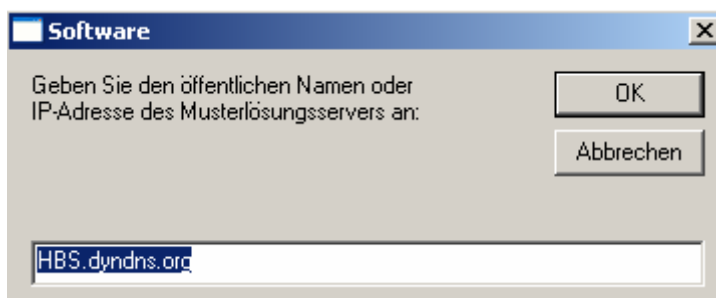 Software
Geben Sie den öffentlichen Namen oder
IP-Adresse des Musterlösungsservers an:
OK
Abbrechen
HBS.dyndns.org